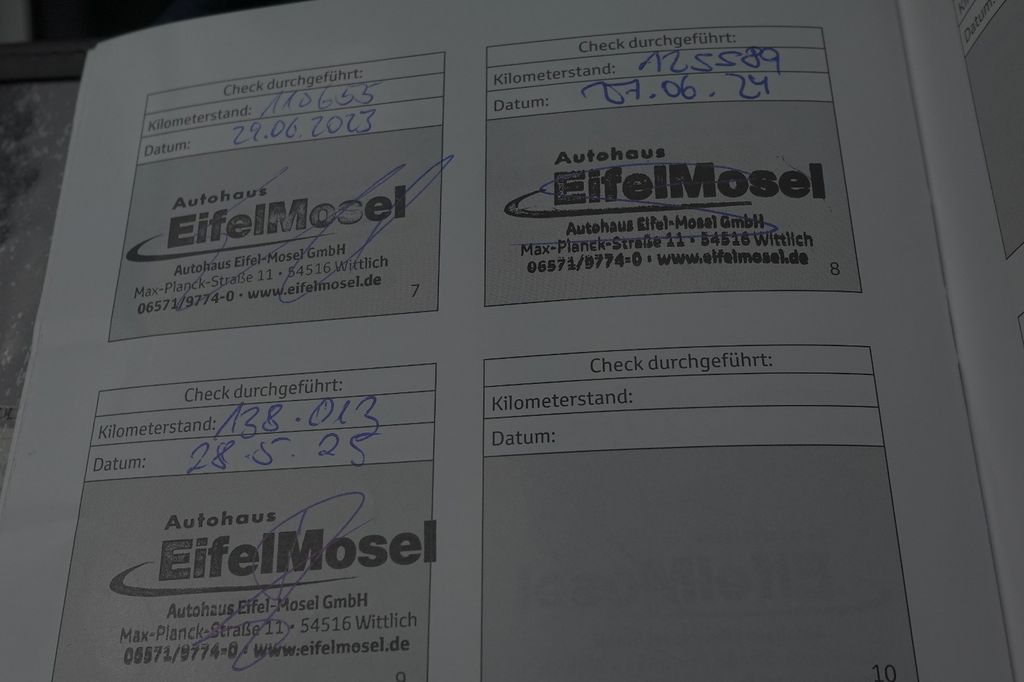 Check durchgeführt:
Kilometerstand: 110655
Datum: 29.06.2023
Autohaus
EifelMosel
Autohaus Eifel-Mosel GmbH
Max-Planck-Straße 11 · 54516 Wittlich
06571/9774-0 · www.eifelmosel.de
7
Check durchgeführt:
Kilometerstand: 125589
Datum: 07.06.24
Autohaus
EifelMosel
Autohaus Eifel-Mosel GmbH
Max-Planck-Straße 11 · 54516 Wittlich
06571/9774-0 · www.eifelmosel.de
8
Check durchgeführt:
Kilometerstand: 138.013
Datum: 28.5.25
Autohaus
EifelMosel
Autohaus Eifel-Mosel GmbH
Max-Planck-Straße 11 · 54516 Wittlich
06571/9774-0 · www.eifelmosel.de
9
Check durchgeführt:
Kilometerstand:
Datum:
10
Datum: